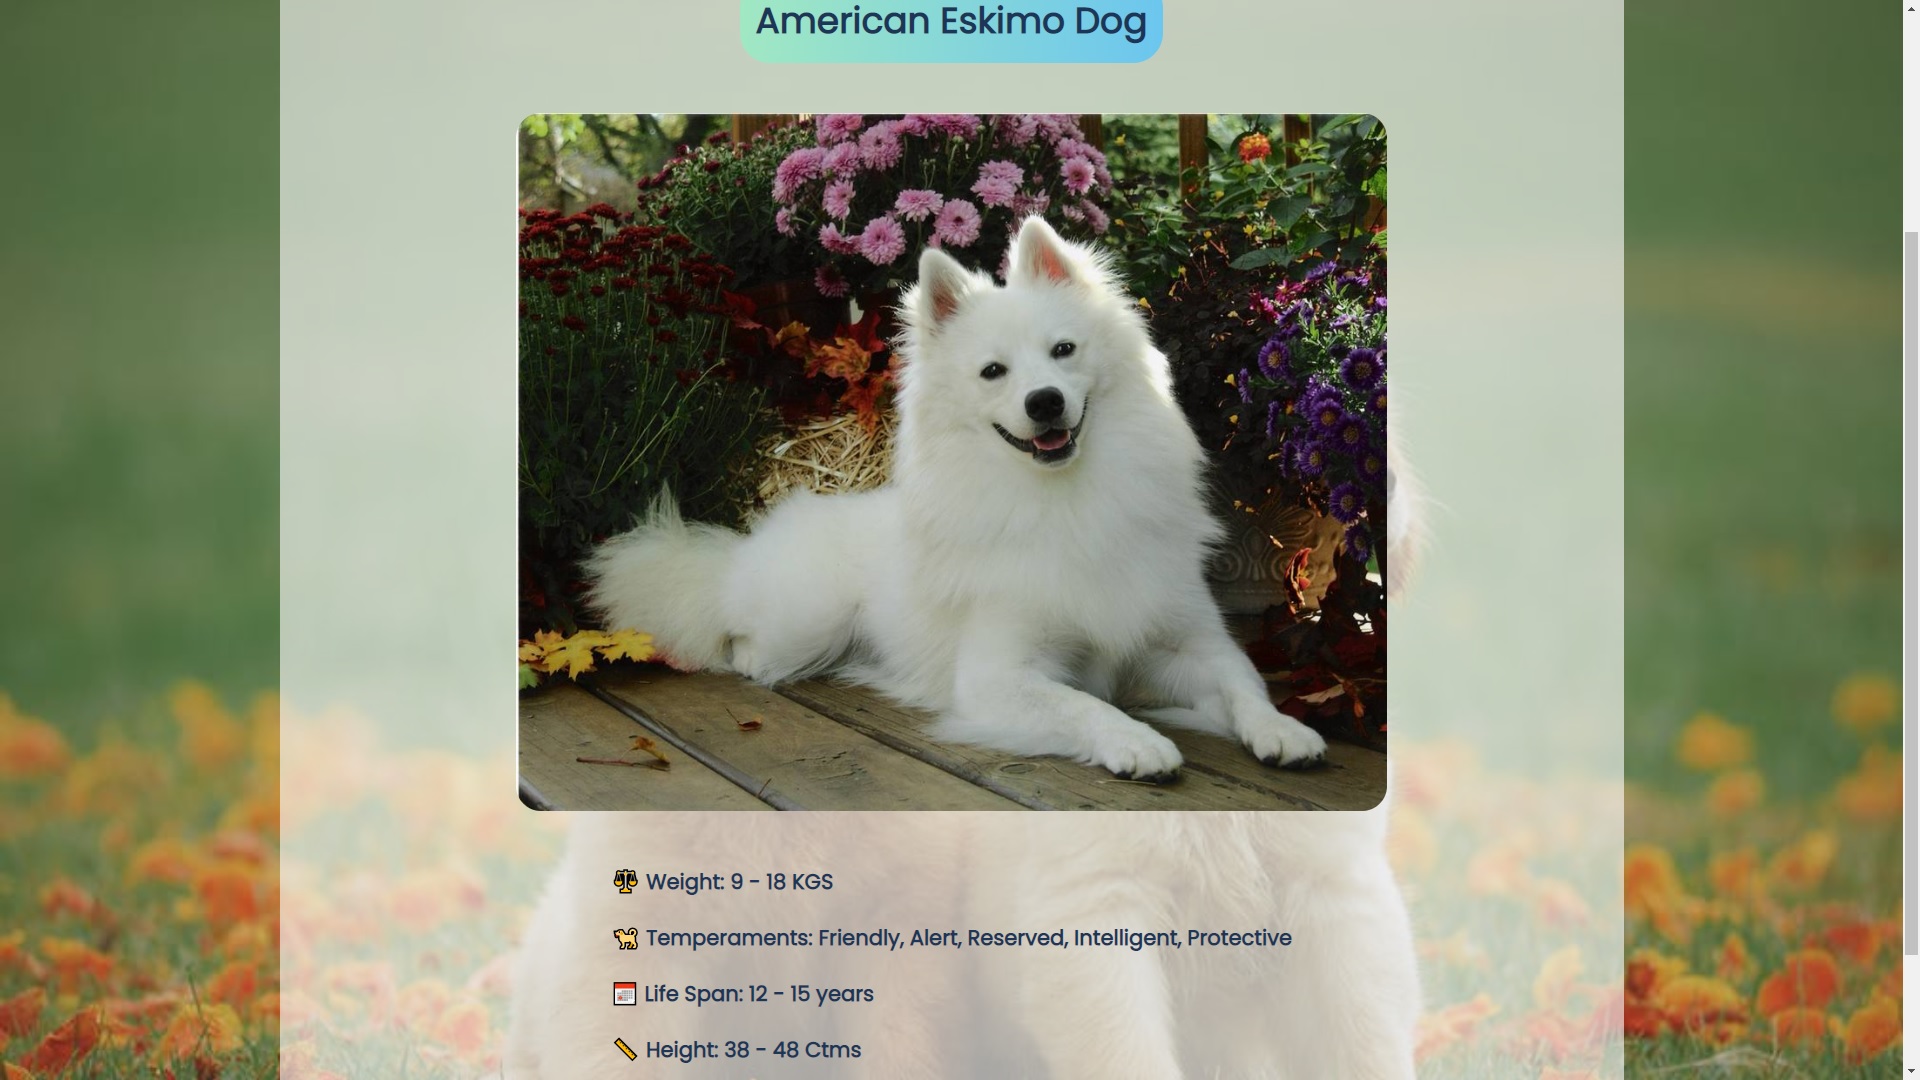 American Eskimo Dog
Weight: 9 - 18 KGS
Temperaments: Friendly, Alert, Reserved, Intelligent, Protective
Life Span: 12 - 15 years
Height: 38 - 48 Ctms